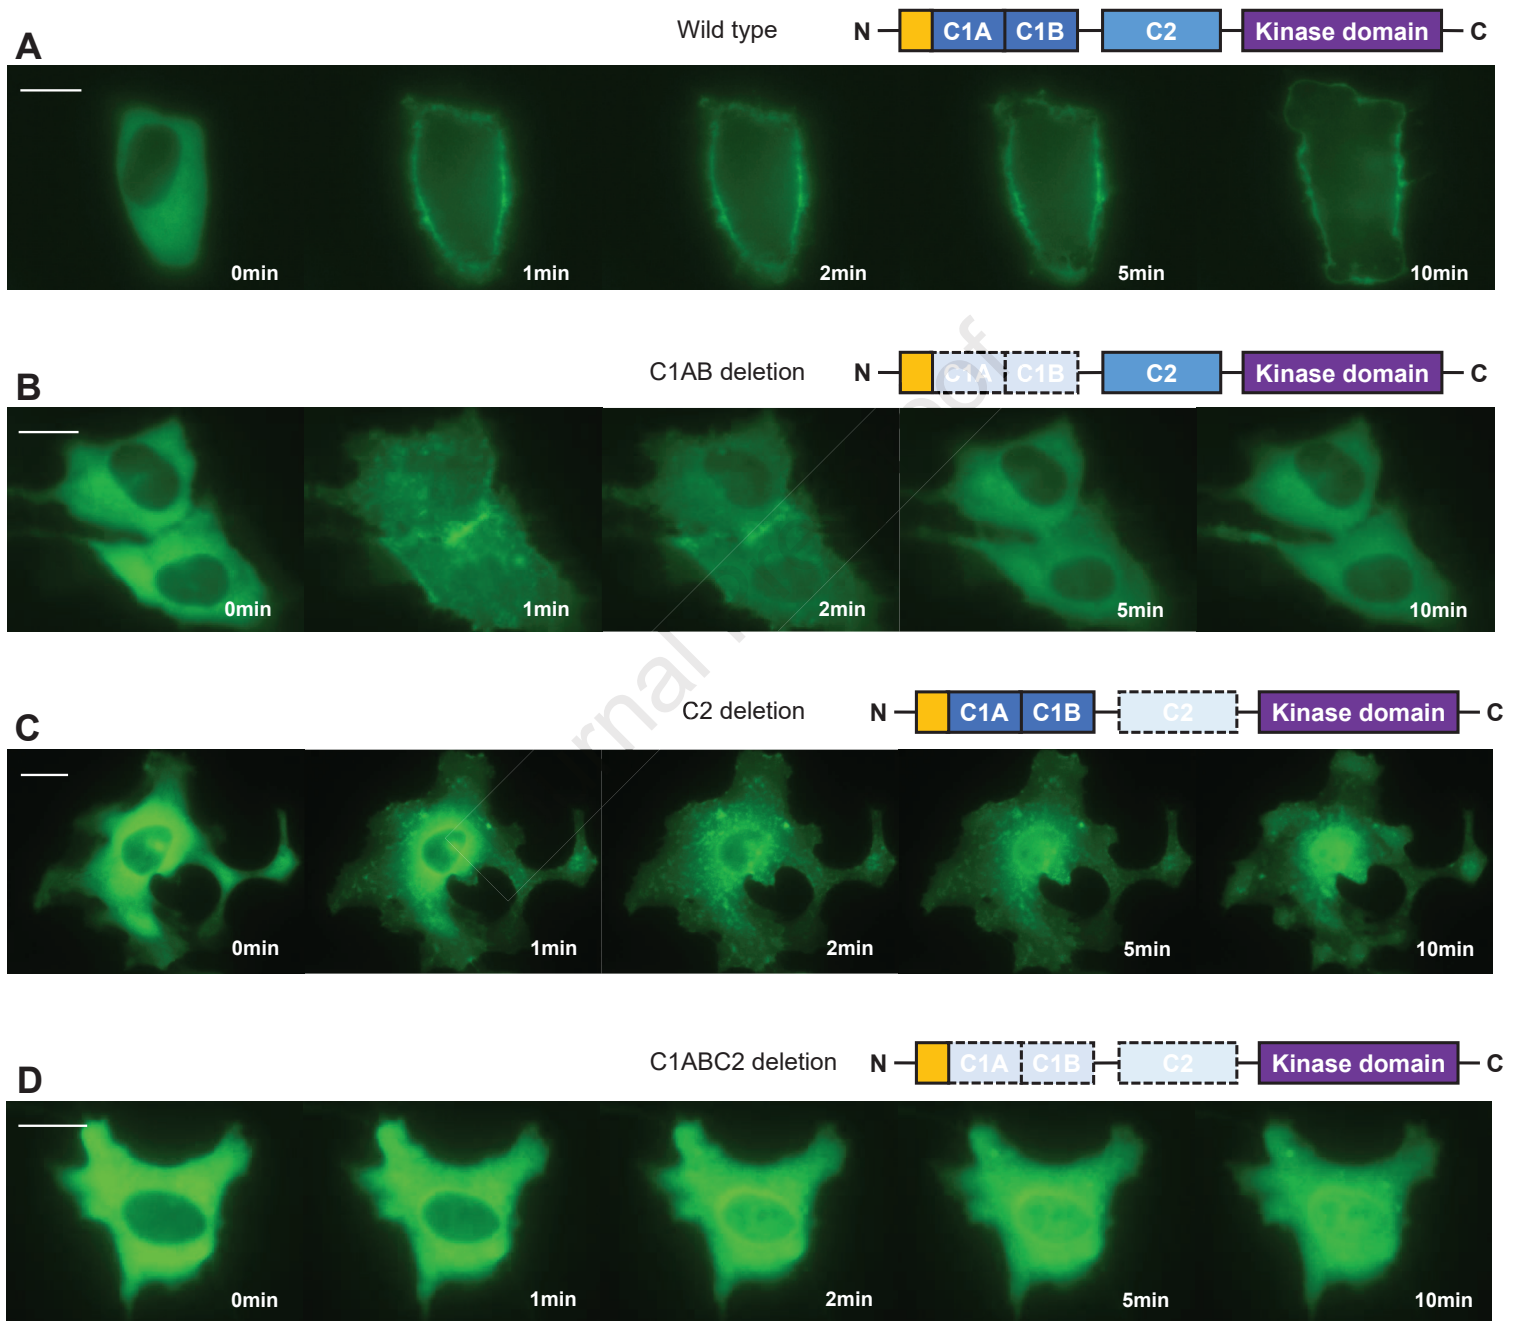 Wild type
N C1A C1B C2 Kinase domain C
A
0min 1min 2min 5min 10min
C1AB deletion
N C1A C1B C2 Kinase domain C
B
0min 1min 2min 5min 10min
C2 deletion
N C1A C1B C2 Kinase domain C
C
0min 1min 2min 5min 10min
C1ABC2 deletion
N C1A C1B C2 Kinase domain C
D
0min 1min 2min 5min 10min